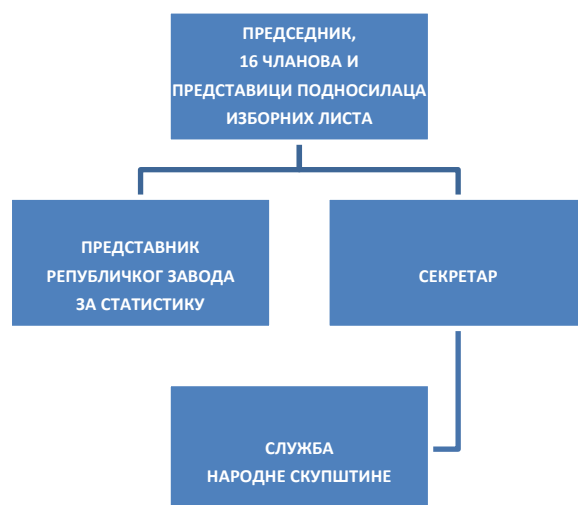 ПРЕДСЕДНИК,
16 ЧЛАНОВА И
ПРЕДСТАВИЦИ ПОДНОСИЛАЦА
ИЗБОРНИХ ЛИСТА
ПРЕДСТАВНИК
РЕПУБЛИЧКОГ ЗАВОДА
ЗА СТАТИСТИКУ
СЕКРЕТАР
СЛУЖБА
НАРОДНЕ СКУПШТИНЕ